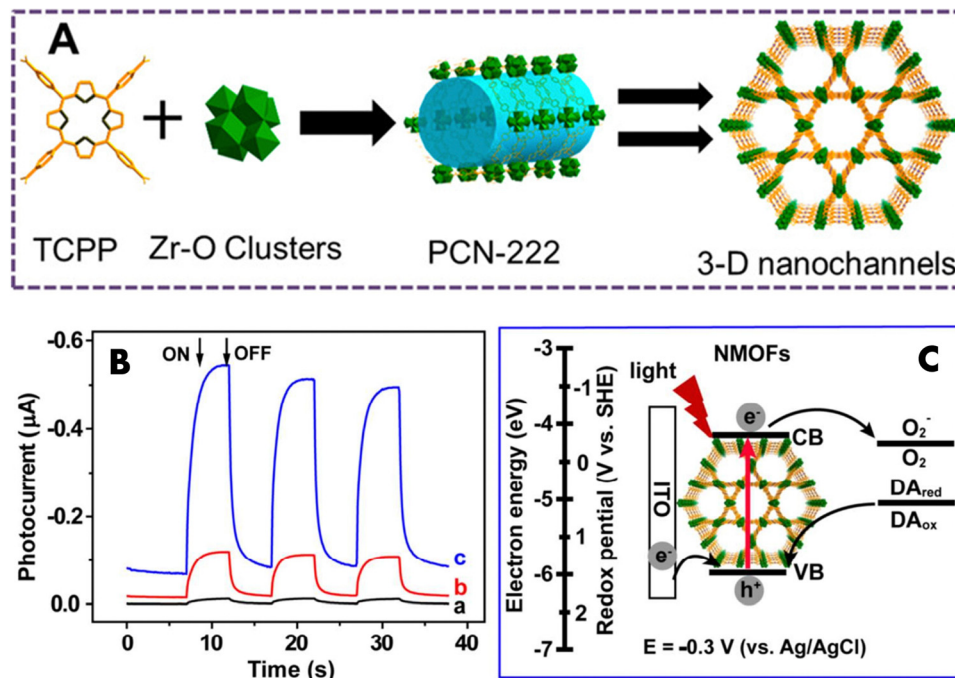 A
TCPP
+
Zr-O Clusters
PCN-222
3-D nanochannels
B
ON OFF
Photocurrent (µA)
-0.6
-0.4
-0.2
0.0
c
b
a
0 10 20 30 40
Time (s)
C
NMOFs
light
Electron energy (eV)
-3
-4
-5
-6
-7
-1
0
1
2
Redox pential (V vs. SHE)
ITO
e-
e-
CB
VB
h+
O2-
O2
DAred
DAox
E = -0.3 V (vs. Ag/AgCl)